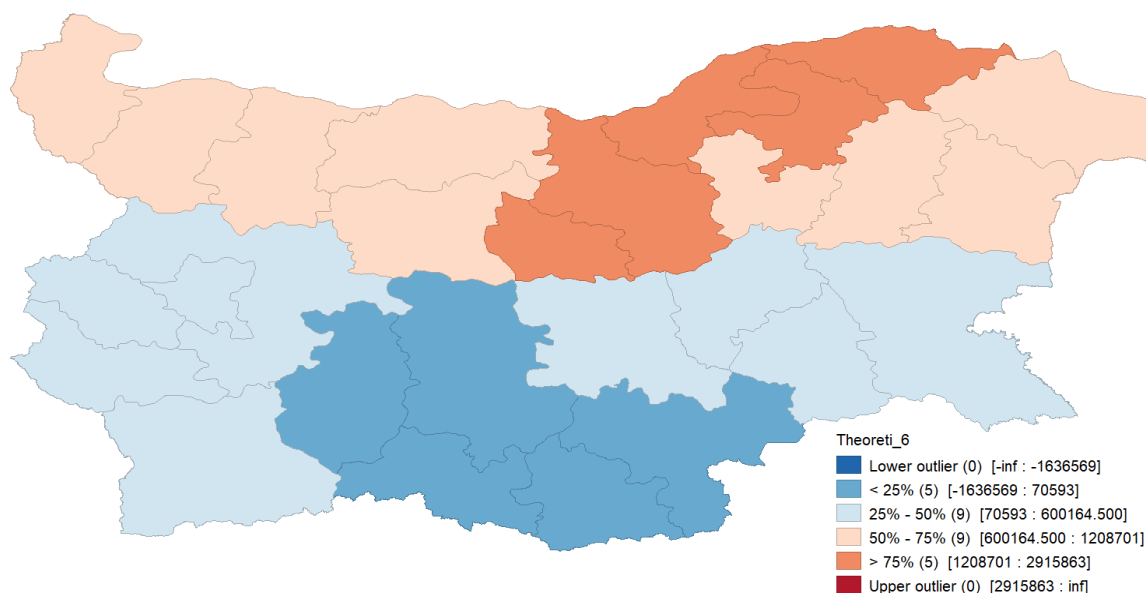 Theoreti_6
Lower outlier (0) [-inf : -1636569]
< 25% (5) [-1636569 : 70593]
25% - 50% (9) [70593 : 600164.500]
50% - 75% (9) [600164.500 : 1208701]
> 75% (5) [1208701 : 2915863]
Upper outlier (0) [2915863 : inf]